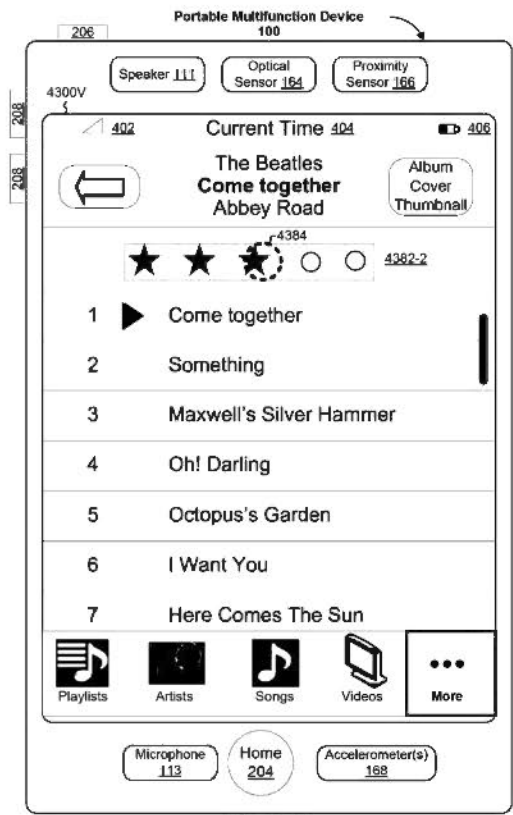 Portable Multifunction Device
100
206
Speaker 111
Optical
Sensor 164
Proximity
Sensor 166
4300V
208
208
402
Current Time 404
406
The Beatles
Come together
Abbey Road
Album
Cover
Thumbnail
4384
4382-2
1 Come together
2 Something
3 Maxwell's Silver Hammer
4 Oh! Darling
5 Octopus's Garden
6 I Want You
7 Here Comes The Sun
Playlists
Artists
Songs
Videos
More
Microphone
113
Home
204
Accelerometer(s)
168